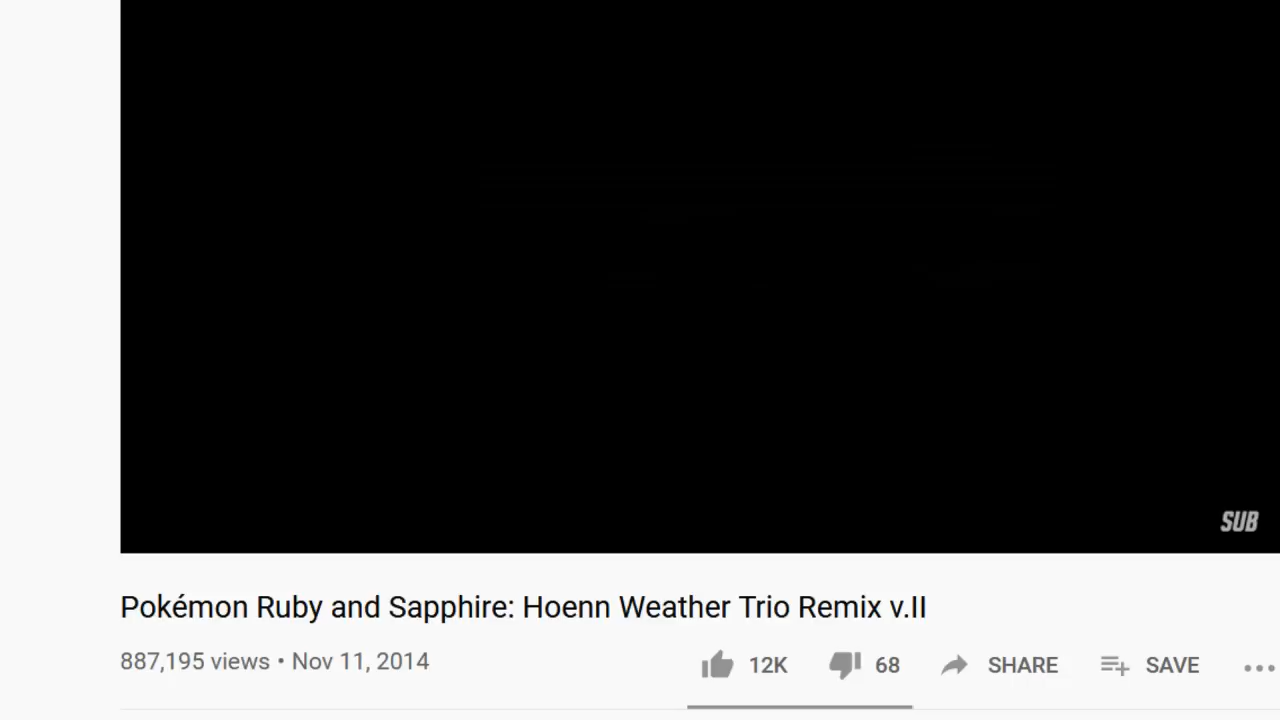 SUB
Pokémon Ruby and Sapphire: Hoenn Weather Trio Remix v.II
887,195 views • Nov 11, 2014
12K 68 SHARE SAVE